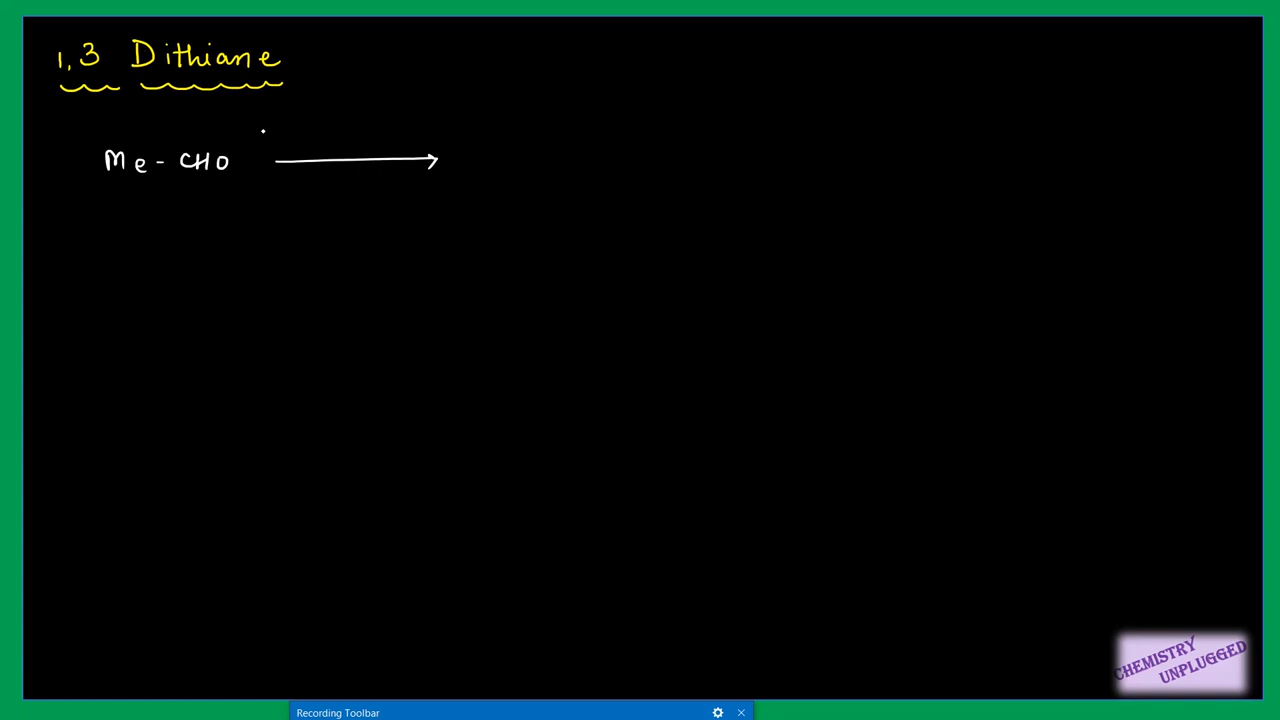 1,3 Dithiane
Me - CHO
CHEMISTRY
UNPLUGGED
Recording Toolbar